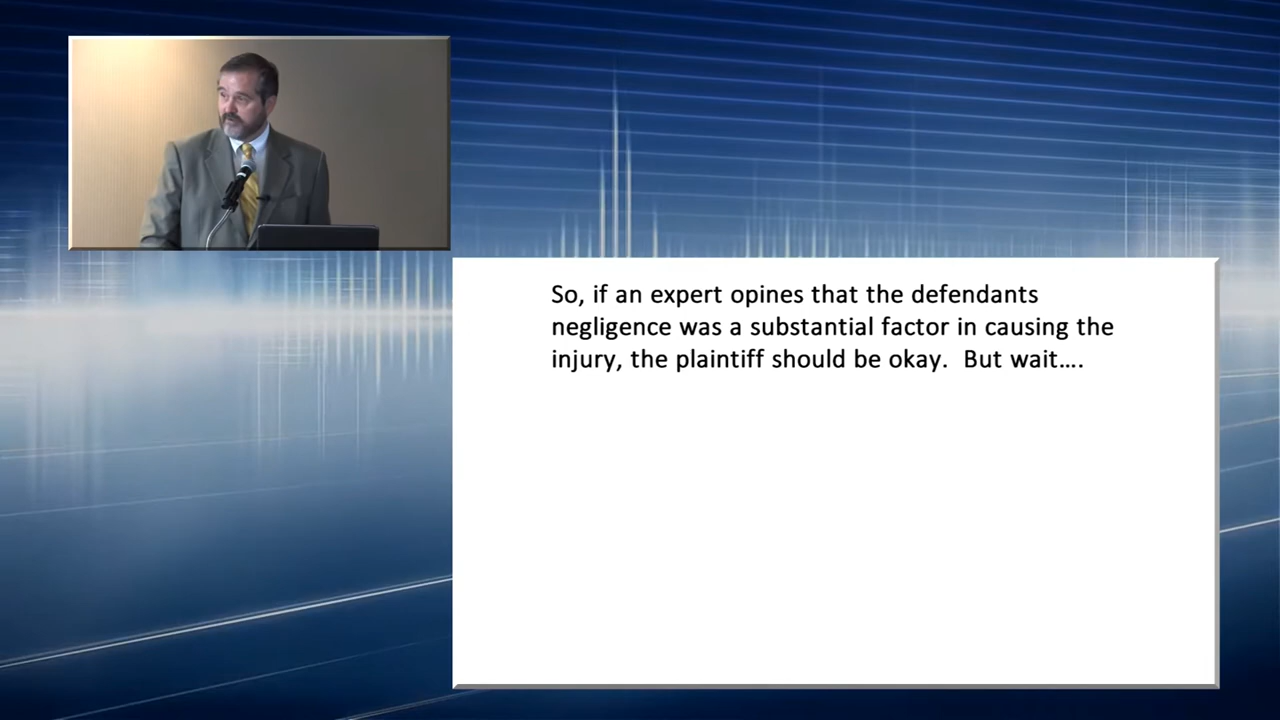 So, if an expert opines that the defendants
negligence was a substantial factor in causing the
injury, the plaintiff should be okay.  But wait….